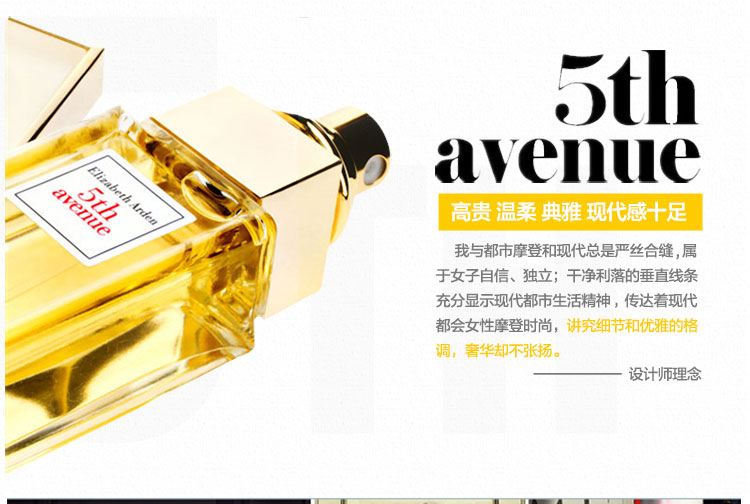 5th
avenue
高贵 温柔 典雅 现代感十足
我与都市摩登和现代总是严丝合缝,属
于女子自信、独立；干净利落的垂直线条
充分显示现代都市生活精神，传达着现代
都会女性摩登时尚，讲究细节和优雅的格
调，奢华却不张扬。
设计师理念
Elizabeth Arden
5th
avenue